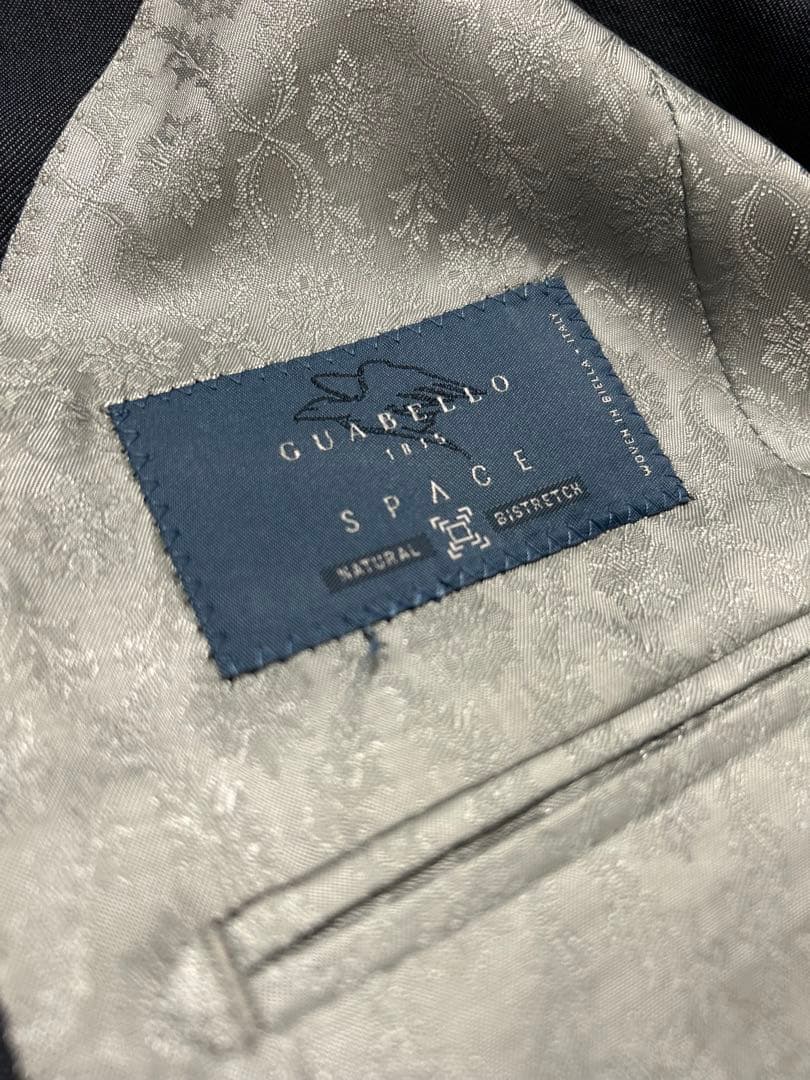 GUABELLO
1815
SPACE
NATURAL BISTRETCH
WOVEN IN BIELLA - ITALY